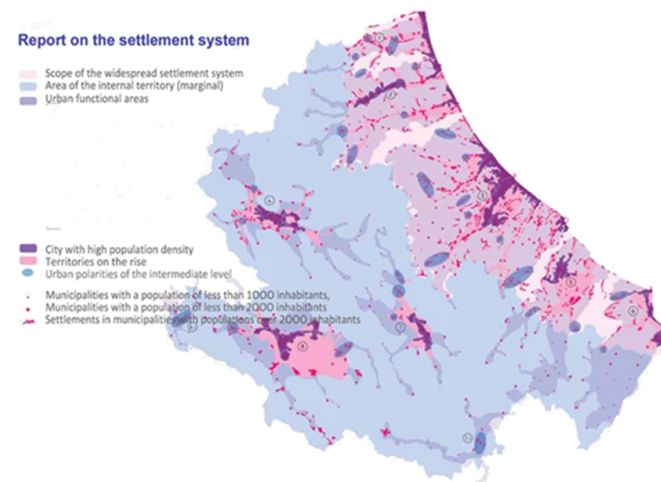 Report on the settlement system
Scope of the widespread settlement system
Area of the internal territory (marginal)
Urban functional areas
City with high population density
Territories on the rise
Urban polarities of the intermediate level
Municipalities with a population of less than 1000 inhabitants,
Municipalities with a population of less than 2000 inhabitants
Settlements in municipalities with populations over 2000 inhabitants